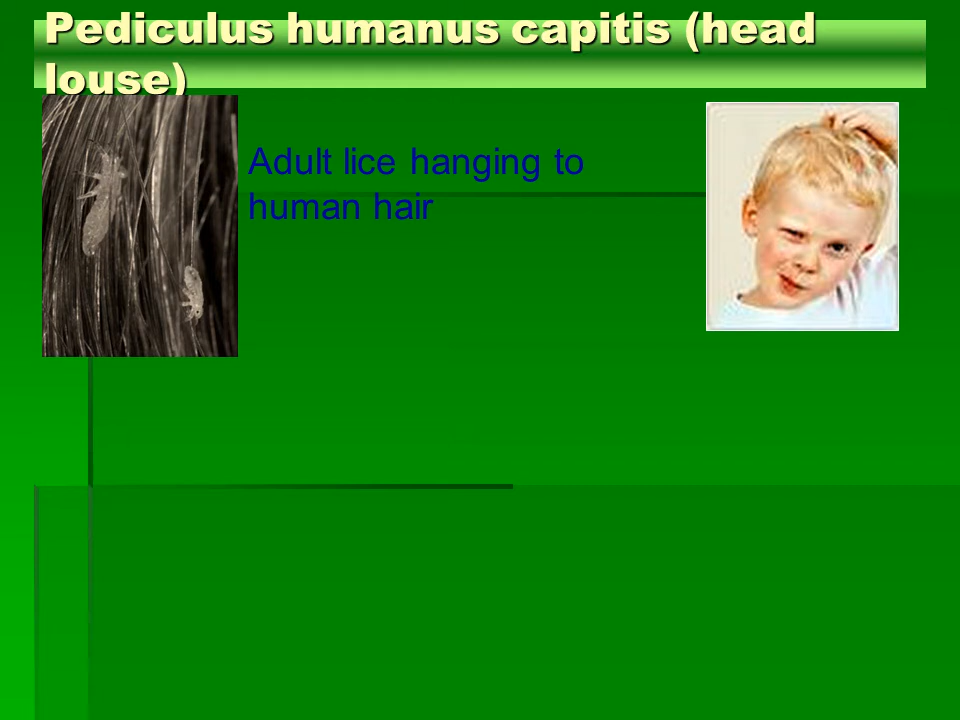 Pediculus humanus capitis (head
louse)
Adult lice hanging to
human hair